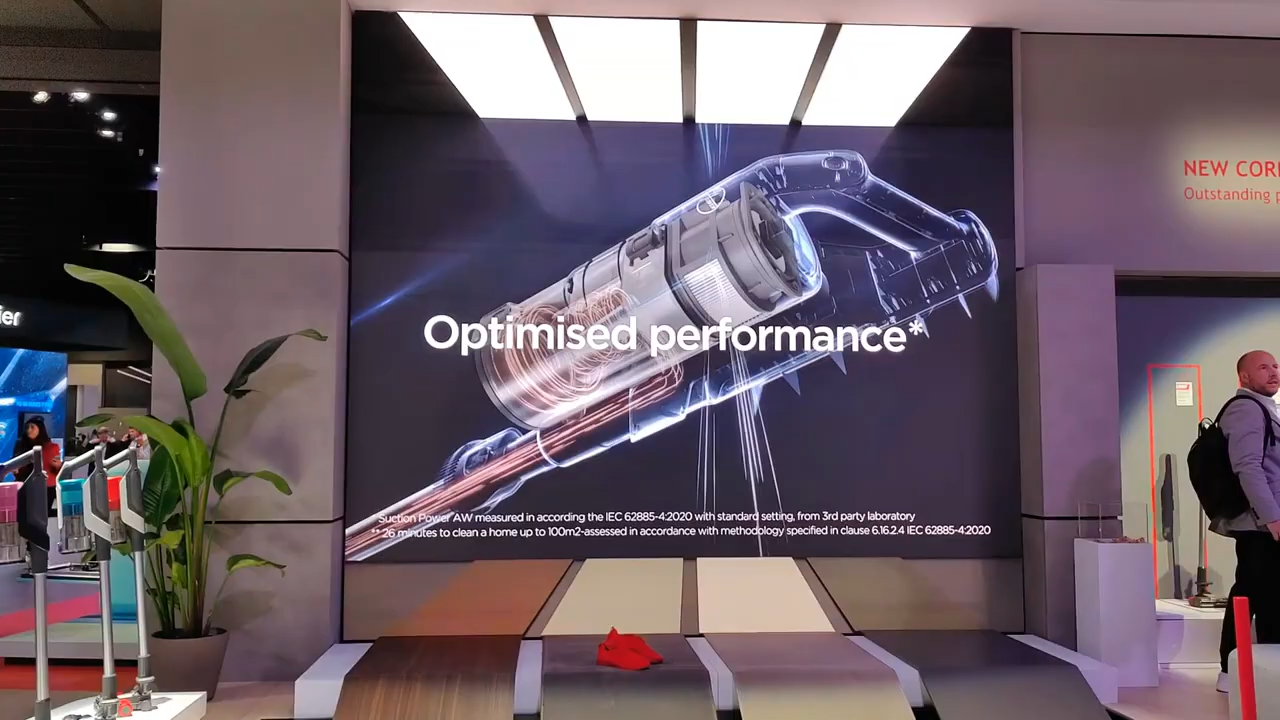 NEW
Outstanding
Optimised performance*
Suction Power AW measured in according the IEC 62885-4:2020 with standard setting, from 3rd party laboratory
** 26 minutes to clean a home up to 100m2-assessed in accordance with methodology specified in clause 6.16.2.4 IEC 62885-4:2020